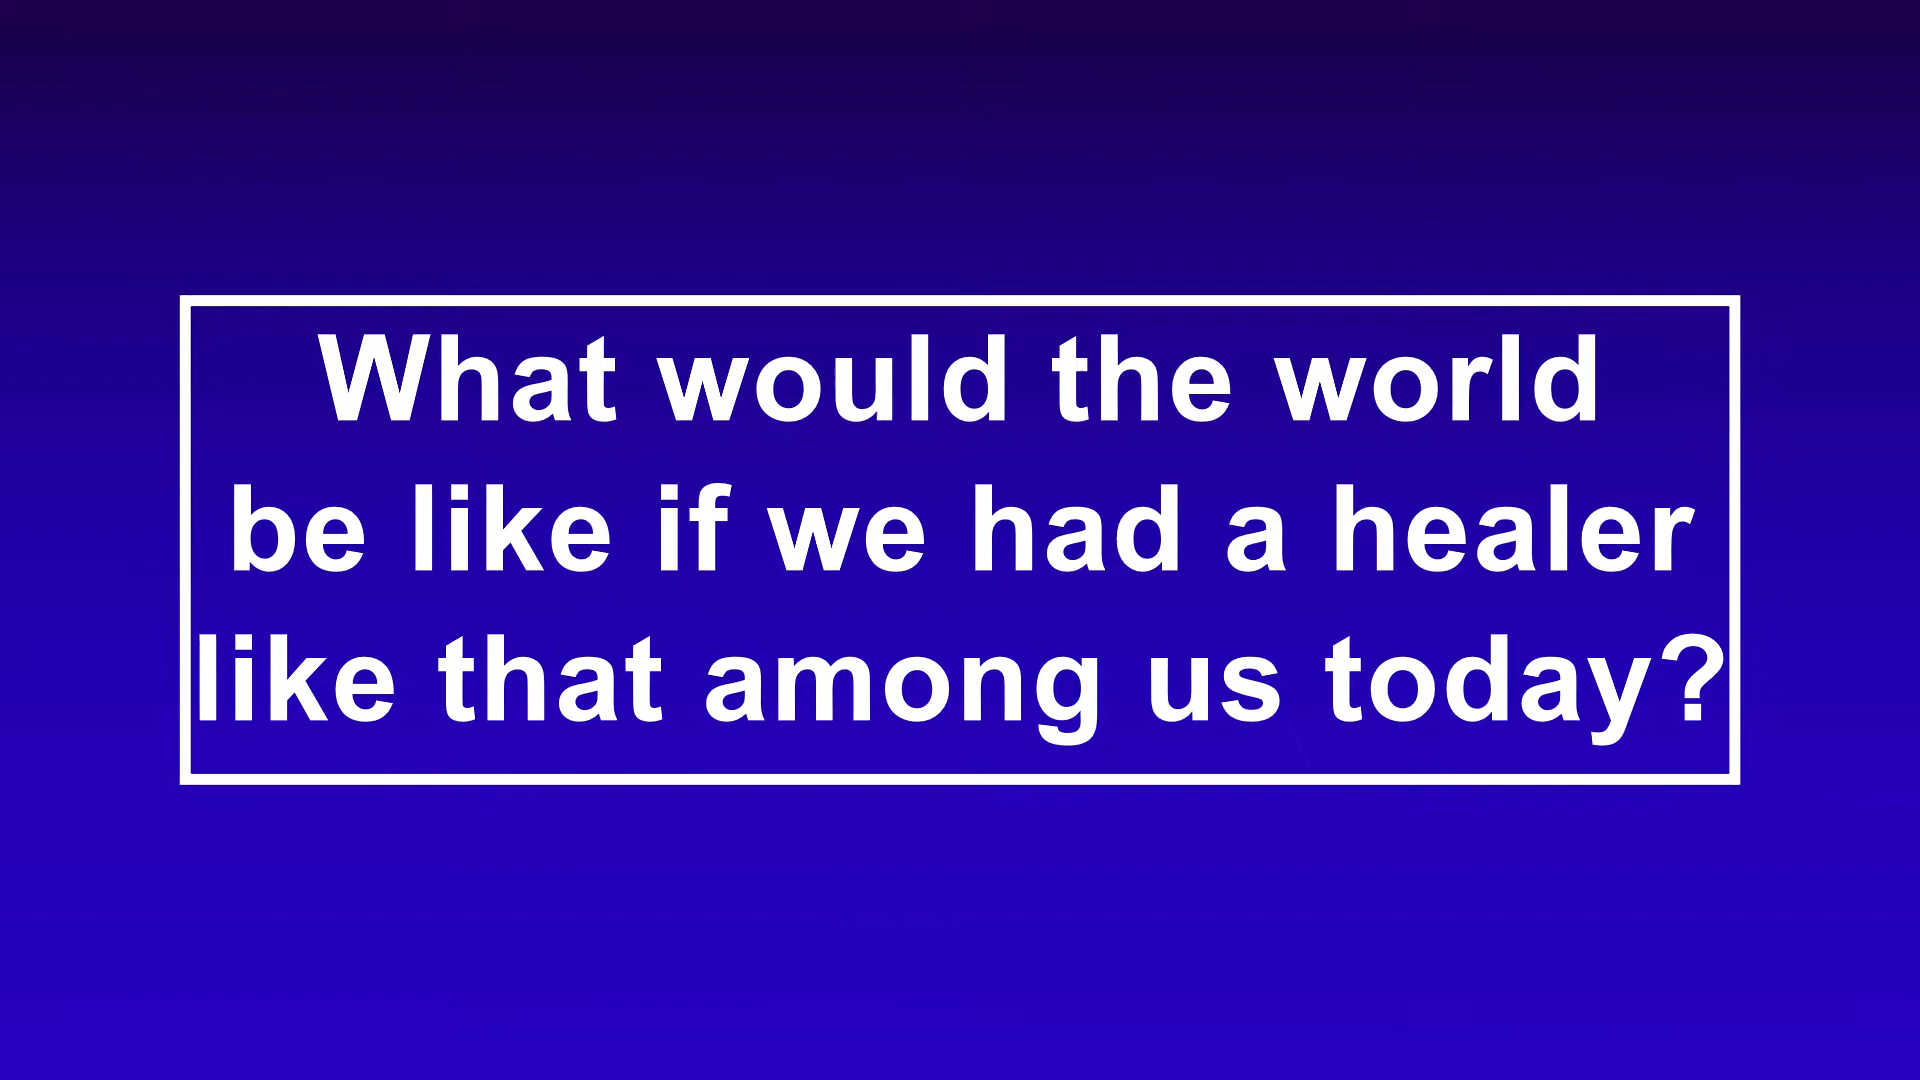 What would the world
be like if we had a healer
like that among us today?